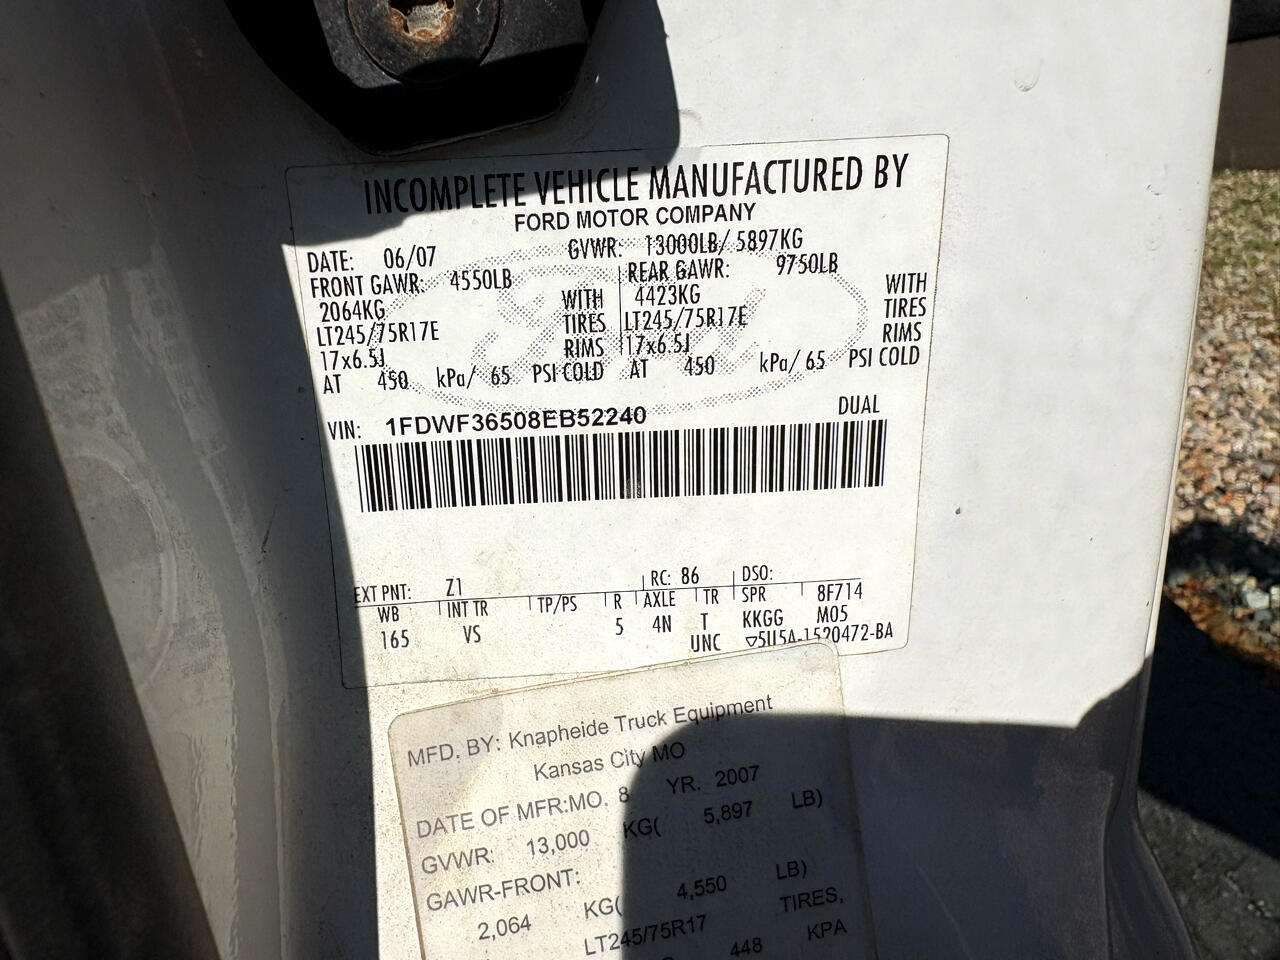 INCOMPLETE VEHICLE MANUFACTURED BY
FORD MOTOR COMPANY
DATE: 06/07 GVWR: 13000LB/ 5897KG
FRONT GAWR: 4550LB REAR GAWR: 9750LB
2064KG WITH 4423KG WITH
LT245/75R17E TIRES LT245/75R17E TIRES
17x6.5J RIMS 17x6.5J RIMS
AT 450 kPa/ 65 PSI COLD AT 450 kPa/ 65 PSI COLD
VIN: 1FDWF36508EB52240 DUAL
EXT PNT: Z1 RC: 86 DSO:
WB INT TR TP/PS R AXLE TR SPR 8F714
165 VS 5 4N T KKGG M05
UNC ▽5U5A-1520472-BA
MFD. BY: Knapheide Truck Equipment
Kansas City MO
DATE OF MFR:MO. 8 YR. 2007
GVWR: 13,000 KG( 5,897 LB)
GAWR-FRONT:
2,064 KG( 4,550 LB)
LT245/75R17 TIRES,
448 KPA